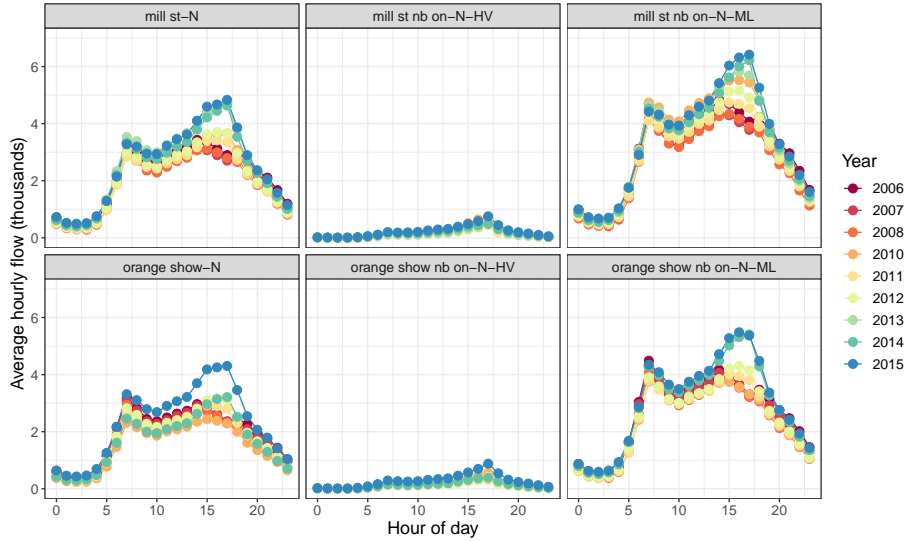 mill st−N
mill st nb on−N−HV
mill st nb on−N−ML
6
4
2
0
orange show−N
orange show nb on−N−HV
orange show nb on−N−ML
6
4
2
0
0 5 10 15 20
0 5 10 15 20
0 5 10 15 20
Hour of day
Average hourly flow (thousands)
Year
2006
2007
2008
2010
2011
2012
2013
2014
2015